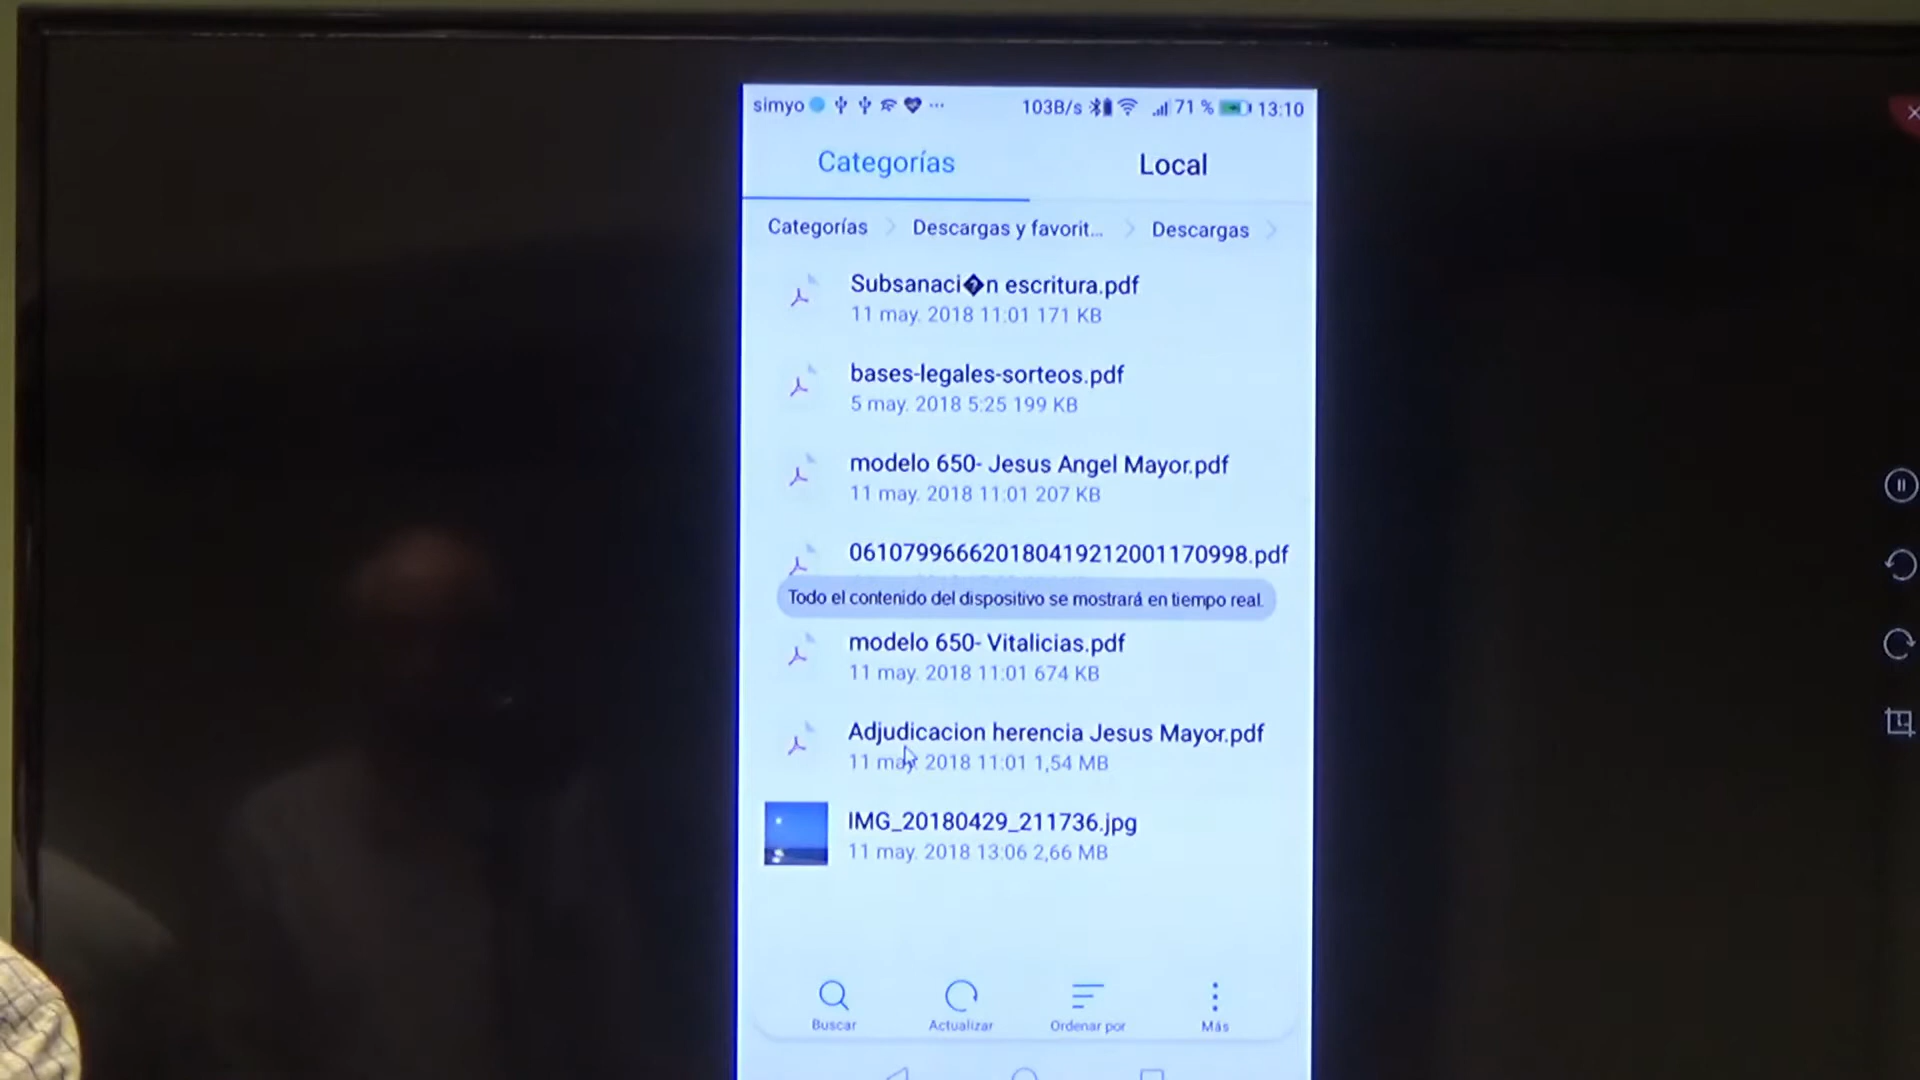 simyo ... 103B/s 71 % 13:10
Categorías Local
Categorías Descargas y favorit... Descargas
Subsanaci�n escritura.pdf
11 may. 2018 11:01 171 KB
bases-legales-sorteos.pdf
5 may. 2018 5:25 199 KB
modelo 650- Jesus Angel Mayor.pdf
11 may. 2018 11:01 207 KB
061079966620180419212001170998.pdf
Todo el contenido del dispositivo se mostrará en tiempo real.
modelo 650- Vitalicias.pdf
11 may. 2018 11:01 674 KB
Adjudicacion herencia Jesus Mayor.pdf
11 may. 2018 11:01 1,54 MB
IMG_20180429_211736.jpg
11 may. 2018 13:06 2,66 MB
Buscar Actualizar Ordenar por Más